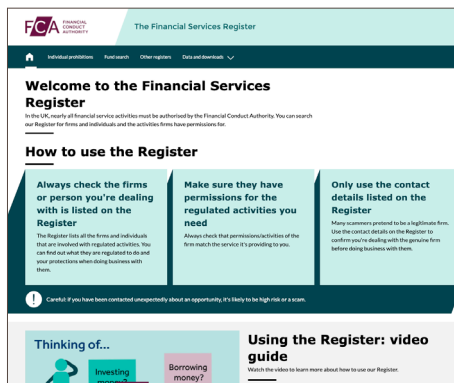 FCA FINANCIAL
CONDUCT
AUTHORITY
The Financial Services Register
Individual prohibitions Fund search Other registers Data and downloads
Welcome to the Financial Services
Register
In the UK, nearly all financial service activities must be authorised by the Financial Conduct Authority. You can search
our Register for firms and individuals and the activities firms have permissions for.
How to use the Register
Always check the firms
or person you're dealing
with is listed on the
Register
The Register lists all the firms and individuals
that are involved with regulated activities. You
can find out what they are regulated to do and
your protections when doing business with
them.
Make sure they have
permissions for the
regulated activities you
need
Always check that permissions/activities of the
firm match the service it's providing to you.
Only use the contact
details listed on the
Register
Many scammers pretend to be a legitimate firm.
Use the contact details on the Register to
confirm you're dealing with the genuine firm
before doing business with them.
! Careful: if you have been contacted unexpectedly about an opportunity, it's likely to be high risk or a scam.
Thinking of...
Investing
money?
Borrowing
money?
Using the Register: video
guide
Watch the video to learn more about how to use our Register.